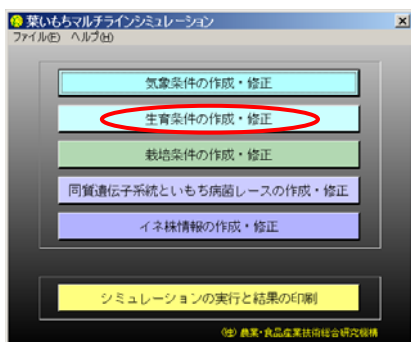 葉いもちマルチラインシミュレーション
ファイル(F) ヘルプ(H)
気象条件の作成・修正
生育条件の作成・修正
栽培条件の作成・修正
同質遺伝子系統といもち病菌レースの作成・修正
イネ株情報の作成・修正
シミュレーションの実行と結果の印刷
(独) 農業・食品産業技術総合研究機構